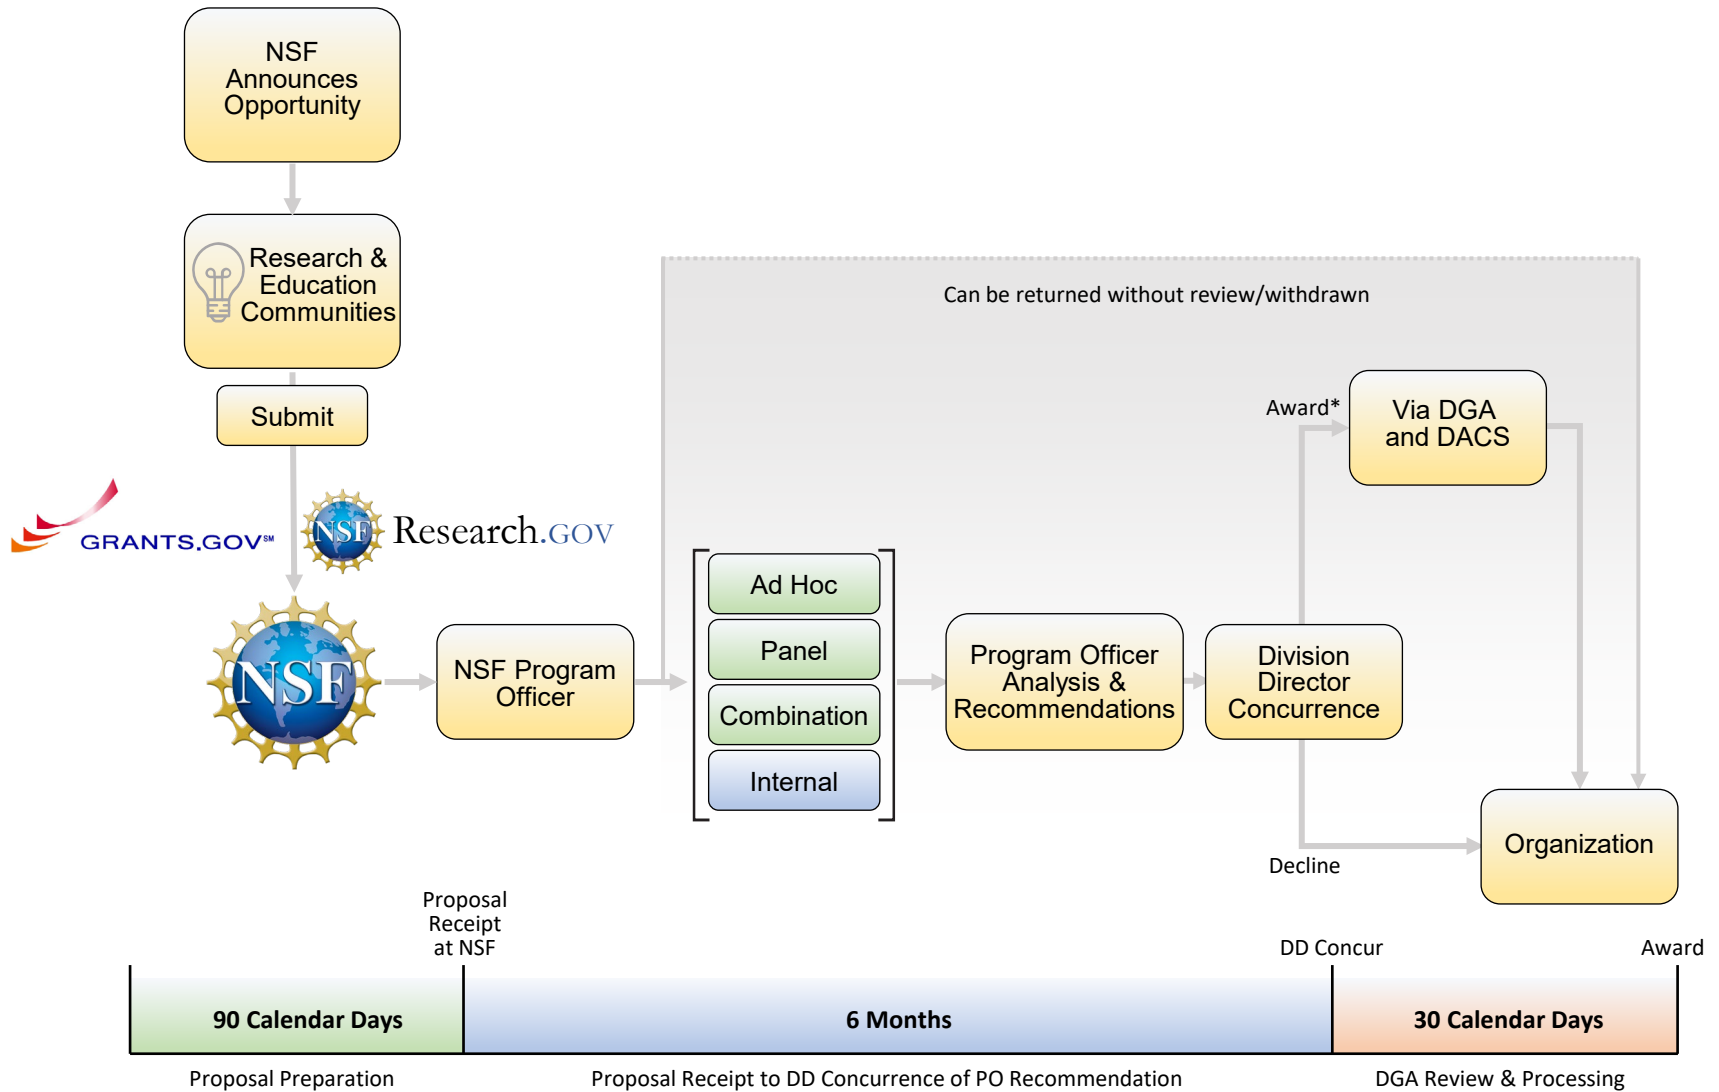 NSF
Announces
Opportunity
Research &
Education
Communities
Submit
GRANTS.GOV℠
NSF
Research.GOV
NSF
NSF Program
Officer
Can be returned without review/withdrawn
Ad Hoc
Panel
Combination
Internal
Program Officer
Analysis &
Recommendations
Division
Director
Concurrence
Award*
Via DGA
and DACS
Decline
Organization
Proposal
Receipt
at NSF
DD Concur
Award
90 Calendar Days
6 Months
30 Calendar Days
Proposal Preparation
Proposal Receipt to DD Concurrence of PO Recommendation
DGA Review & Processing